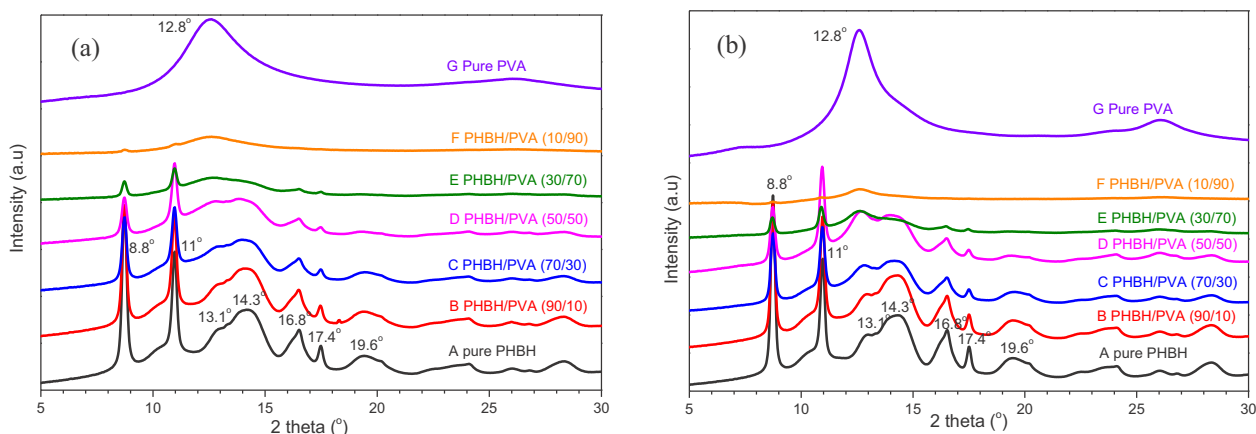 (a)
12.8°
G Pure PVA
F PHBH/PVA (10/90)
E PHBH/PVA (30/70)
D PHBH/PVA (50/50)
8.8°
11°
C PHBH/PVA (70/30)
14.3°
B PHBH/PVA (90/10)
13.1°
16.8°
17.4°
19.6°
A pure PHBH
Intensity (a.u)
5
10
15
20
25
30
2 theta (°)
(b)
12.8°
G Pure PVA
8.8°
F PHBH/PVA (10/90)
E PHBH/PVA (30/70)
D PHBH/PVA (50/50)
11°
C PHBH/PVA (70/30)
14.3°
13.1°
B PHBH/PVA (90/10)
16.8°
17.4°
19.6°
A pure PHBH
Intensity (a.u)
5
10
15
20
25
30
2 theta (°)